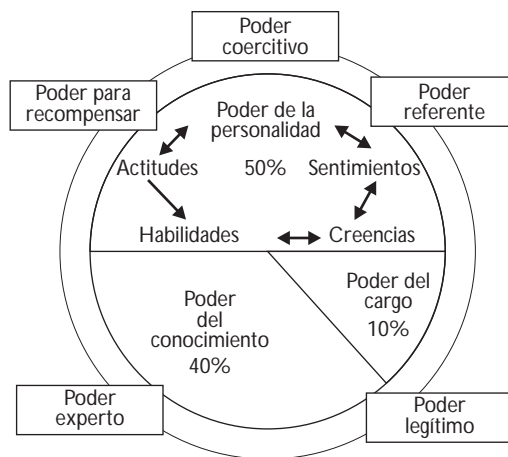 Poder
coercitivo
Poder para
recompensar
Poder
referente
Poder de la
personalidad
Actitudes
50%
Sentimientos
Habilidades
Creencias
Poder
del
conocimiento
40%
Poder del
cargo
10%
Poder
experto
Poder
legítimo